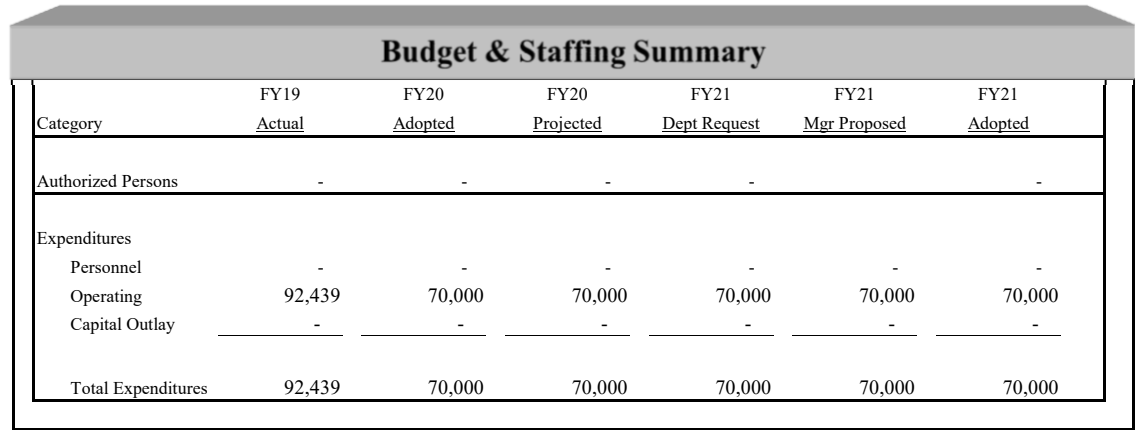 Budget & Staffing Summary
FY19 FY20 FY20 FY21 FY21 FY21
Category Actual Adopted Projected Dept Request Mgr Proposed Adopted
Authorized Persons - - - - -
Expenditures
Personnel - - - - - -
Operating 92,439 70,000 70,000 70,000 70,000 70,000
Capital Outlay - - - - - -
Total Expenditures 92,439 70,000 70,000 70,000 70,000 70,000